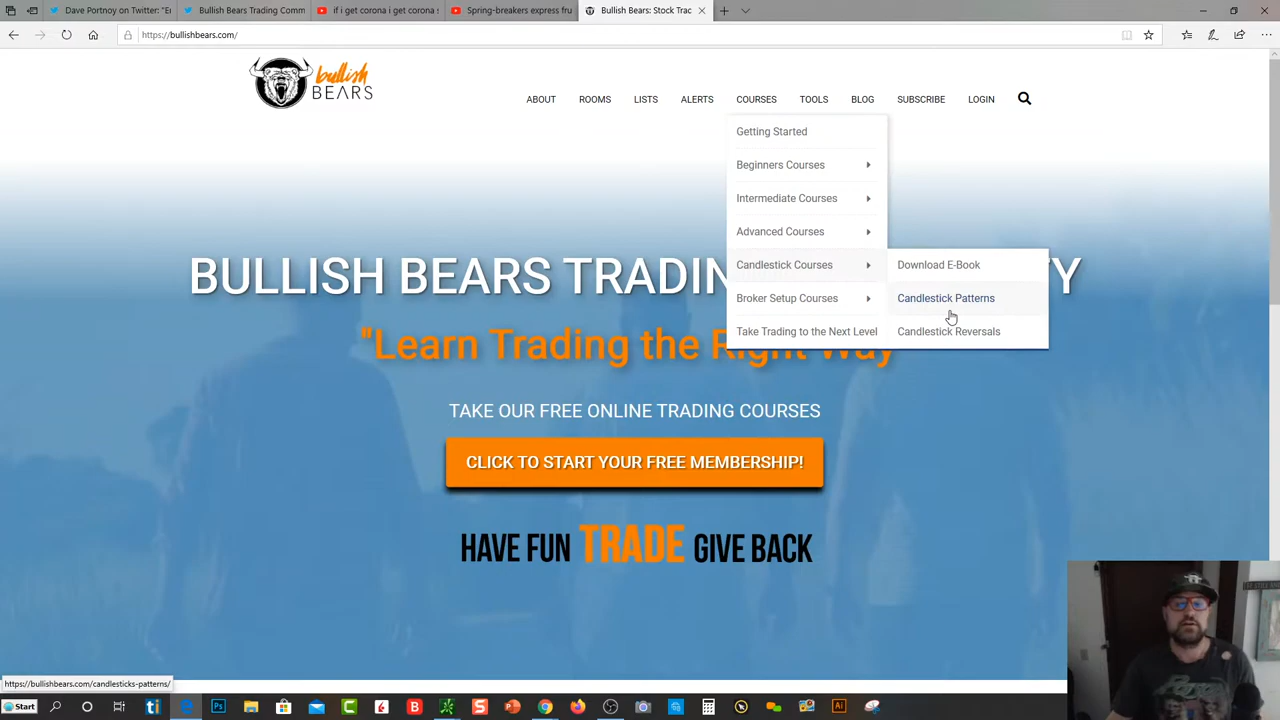 Dave Portnoy on Twitter: "E
Bullish Bears Trading Comm
if i get corona i get corona
Spring-breakers express fru
Bullish Bears: Stock Trac
https://bullishbears.com/
bullish
BEARS
ABOUT
ROOMS
LISTS
ALERTS
COURSES
TOOLS
BLOG
SUBSCRIBE
LOGIN
Getting Started
Beginners Courses
Intermediate Courses
Advanced Courses
Candlestick Courses
Broker Setup Courses
Take Trading to the Next Level
Download E-Book
Candlestick Patterns
Candlestick Reversals
BULLISH BEARS TRADIN Y
"Learn Trading the Right Way
TAKE OUR FREE ONLINE TRADING COURSES
CLICK TO START YOUR FREE MEMBERSHIP!
HAVE FUN TRADE GIVE BACK
https://bullishbears.com/candlesticks-patterns/
Start